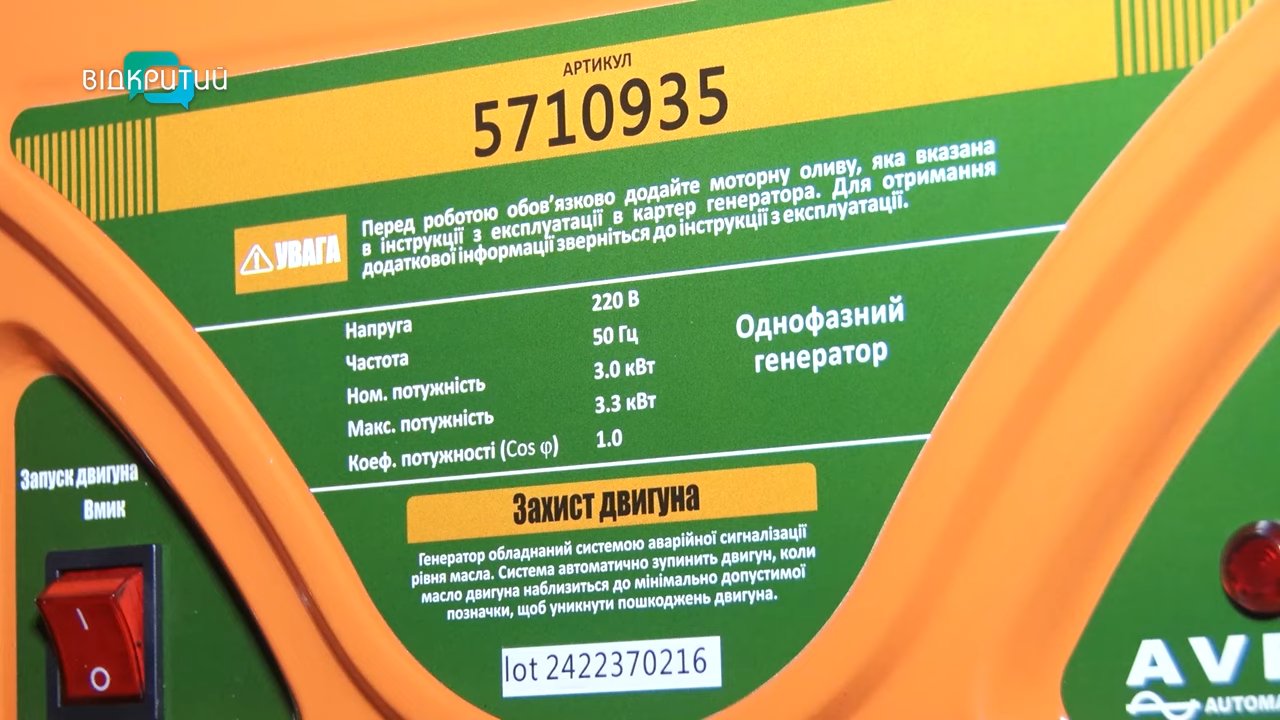 ВІДКРИТИЙ
АРТИКУЛ
5710935
УВАГА
Перед роботою обов'язково додайте моторну оливу, яка вказана
в інструкції з експлуатації в картер генератора. Для отримання
додаткової інформації зверніться до інструкції з експлуатації.
Напруга 220 В
Частота 50 Гц
Ном. потужність 3.0 кВт
Макс. потужність 3.3 кВт
Коеф. потужності (Cos φ) 1.0
Однофазний
генератор
Запуск двигуна
Вмик
Захист двигуна
Генератор обладнаний системою аварійної сигналізації
рівня масла. Система автоматично зупинить двигун, коли
масло двигуна наблизиться до мінімально допустимої
позначки, щоб уникнути пошкоджень двигуна.
lot 2422370216